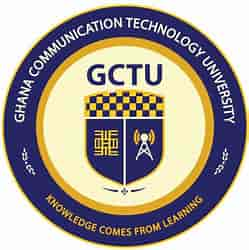 GHANA COMMUNICATION TECHNOLOGY UNIVERSITY
GCTU
KNOWLEDGE COMES FROM LEARNING